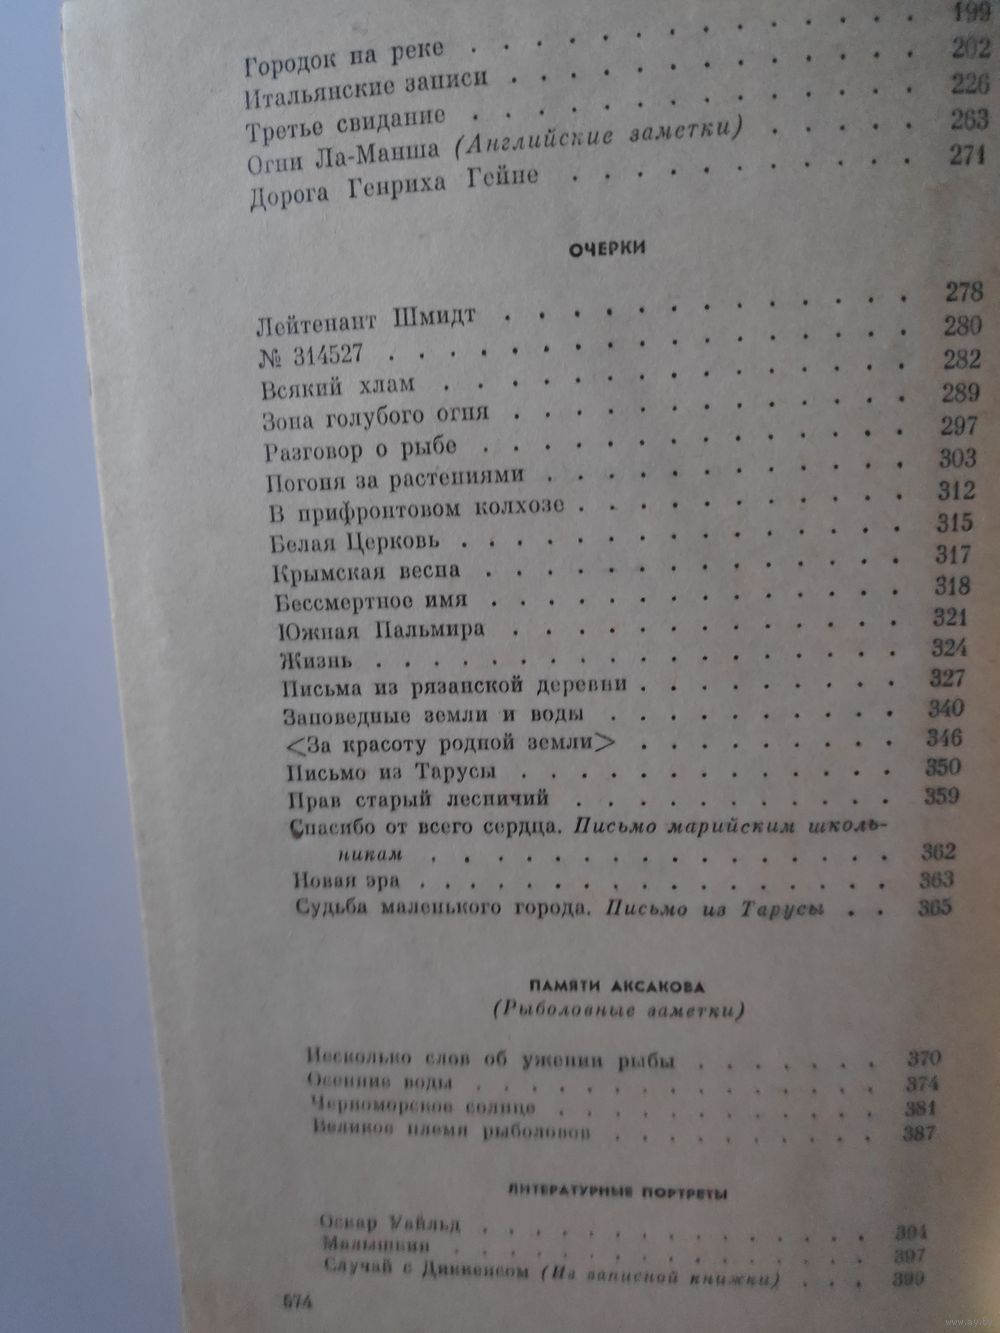 199
Городок на реке . . . . . . . . . . . . . . 202
Итальянские записи . . . . . . . . . . . . . 226
Третье свидание . . . . . . . . . . . . . . 263
Огни Ла-Манша (Английские заметки) . . . . . 271
Дорога Генриха Гейне . . . . . . . . . . .
ОЧЕРКИ
Лейтенант Шмидт . . . . . . . . . . . . 278
№ 314527 . . . . . . . . . . . . . . . 280
Всякий хлам . . . . . . . . . . . . . . 282
Зона голубого огня . . . . . . . . . . . . 289
Разговор о рыбе . . . . . . . . . . . . . 297
Погоня за растениями . . . . . . . . . . . 303
В прифронтовом колхозе . . . . . . . . . . 312
Белая Церковь . . . . . . . . . . . . . . 315
Крымская весна . . . . . . . . . . . . . 317
Бессмертное имя . . . . . . . . . . . . . 318
Южная Пальмира . . . . . . . . . . . . 321
Жизнь . . . . . . . . . . . . . . . . . 324
Письма из рязанской деревни . . . . . . . . 327
Заповедные земли и воды . . . . . . . . . . 340
<За красоту родной земли> . . . . . . . . . 346
Письмо из Тарусы . . . . . . . . . . . . 350
Прав старый лесничий . . . . . . . . . . . 359
Спасибо от всего сердца. Письмо марийским школь-
никам . . . . . . . . . . . . . . . 362
Новая эра . . . . . . . . . . . . . . . 363
Судьба маленького города. Письмо из Тарусы . . 365
ПАМЯТИ АКСАКОВА
(Рыболовные заметки)
Несколько слов об ужении рыбы . . . . . . . 370
Осенние воды . . . . . . . . . . . . . . 374
Черноморское солнце . . . . . . . . . . . 381
Великое племя рыболовов . . . . . . . . . . 387
ЛИТЕРАТУРНЫЕ ПОРТРЕТЫ
Оскар Уайльд . . . . . . . . . . . . . . 394
Малышкин . . . . . . . . . . . . . . . 397
Случай с Диккенсом (Из записной книжки) . . . 399
574
www.ay.by